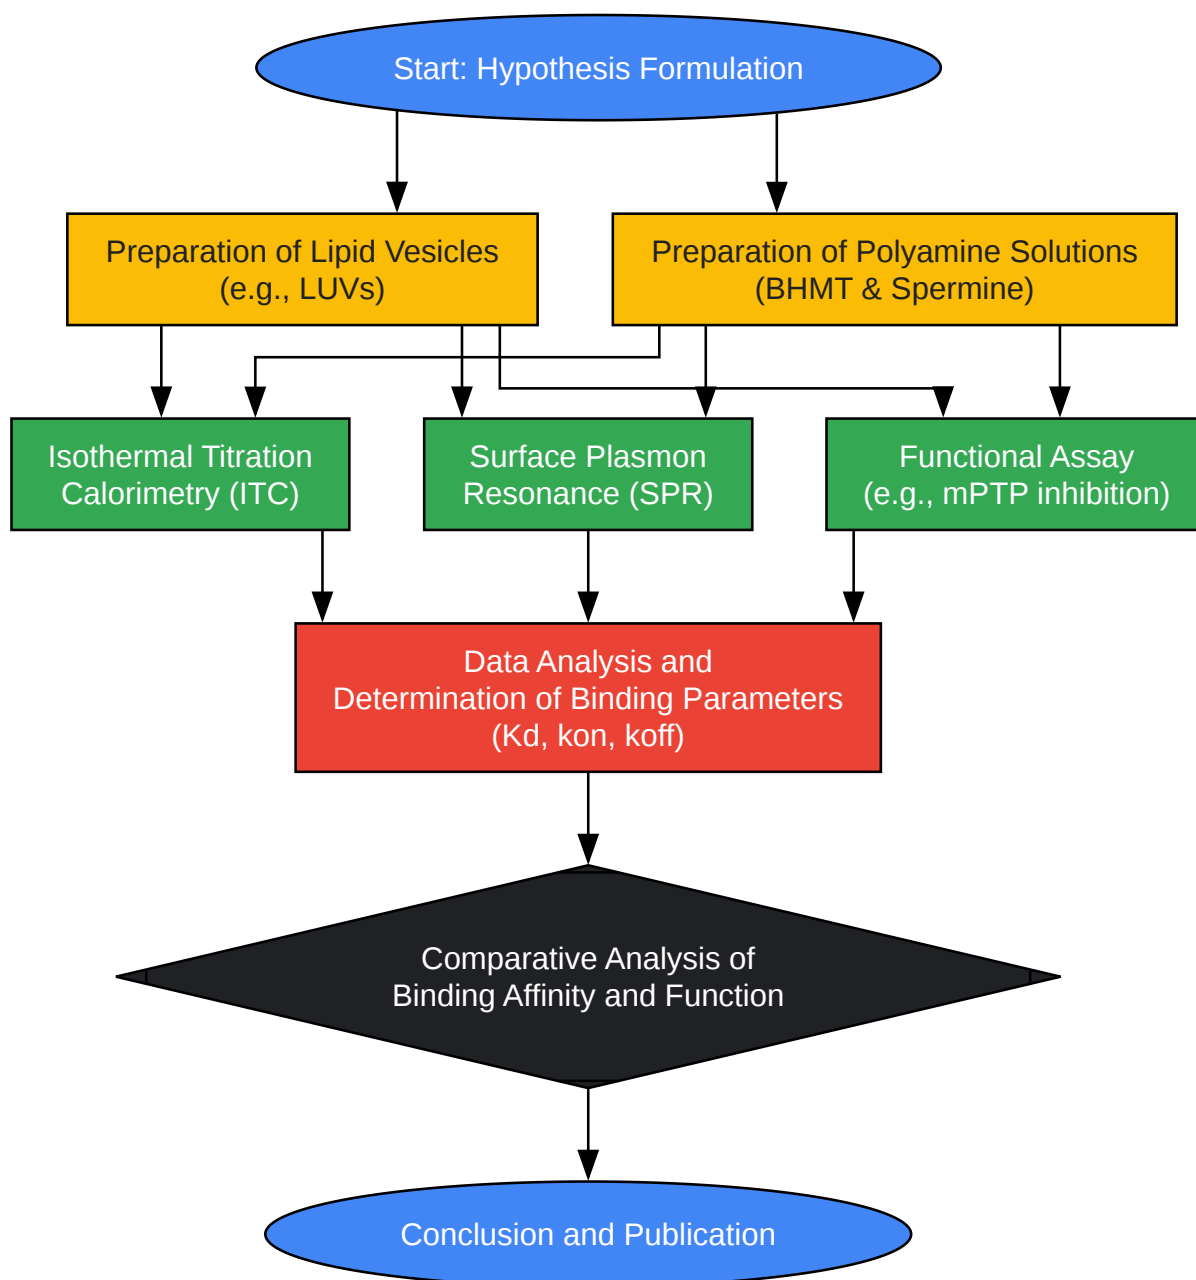 Start: Hypothesis Formulation
Preparation of Lipid Vesicles
(e.g., LUVs)
Preparation of Polyamine Solutions
(BHMT & Spermine)
Isothermal Titration
Calorimetry (ITC)
Surface Plasmon
Resonance (SPR)
Functional Assay
(e.g., mPTP inhibition)
Data Analysis and
Determination of Binding Parameters
(Kd, kon, koff)
Comparative Analysis of
Binding Affinity and Function
Conclusion and Publication